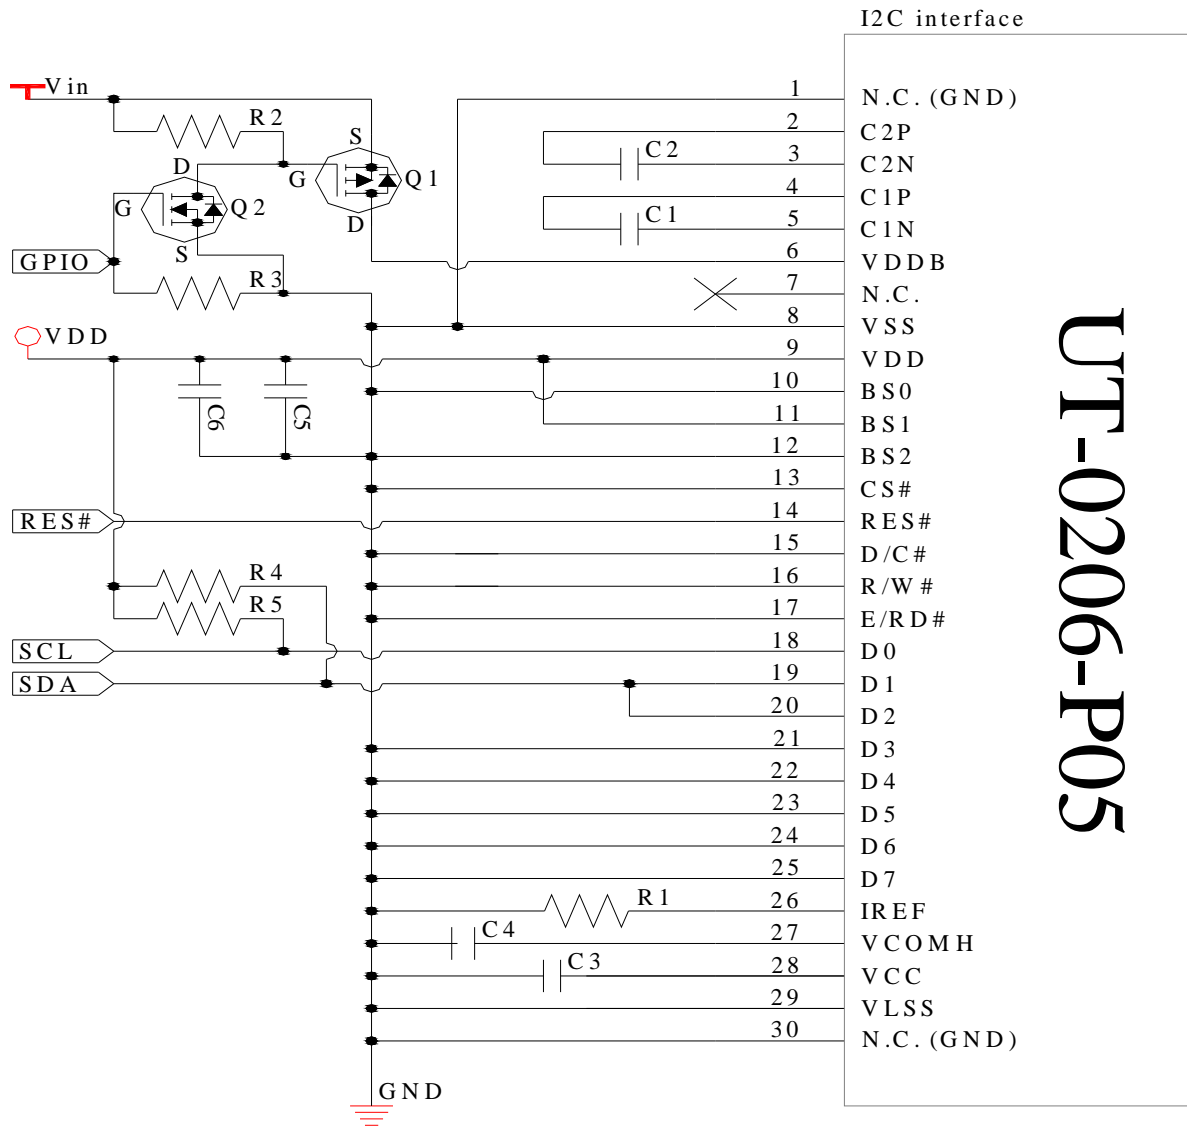 I2C interface
Vin
R2
S
G
Q1
D
D
G
Q2
S
GPIO
R3
VDD
C6
C5
RES#
R4
R5
SCL
SDA
C2
C1
1 N.C. (GND)
2 C2P
3 C2N
4 C1P
5 C1N
6 VDDB
7 N.C.
8 VSS
9 VDD
10 BS0
11 BS1
12 BS2
13 CS#
14 RES#
15 D/C#
16 R/W#
17 E/RD#
18 D0
19 D1
20 D2
21 D3
22 D4
23 D5
24 D6
25 D7
R1 26 IREF
C4 27 VCOMH
C3 28 VCC
29 VLSS
30 N.C. (GND)
GND
UT-0206-P05